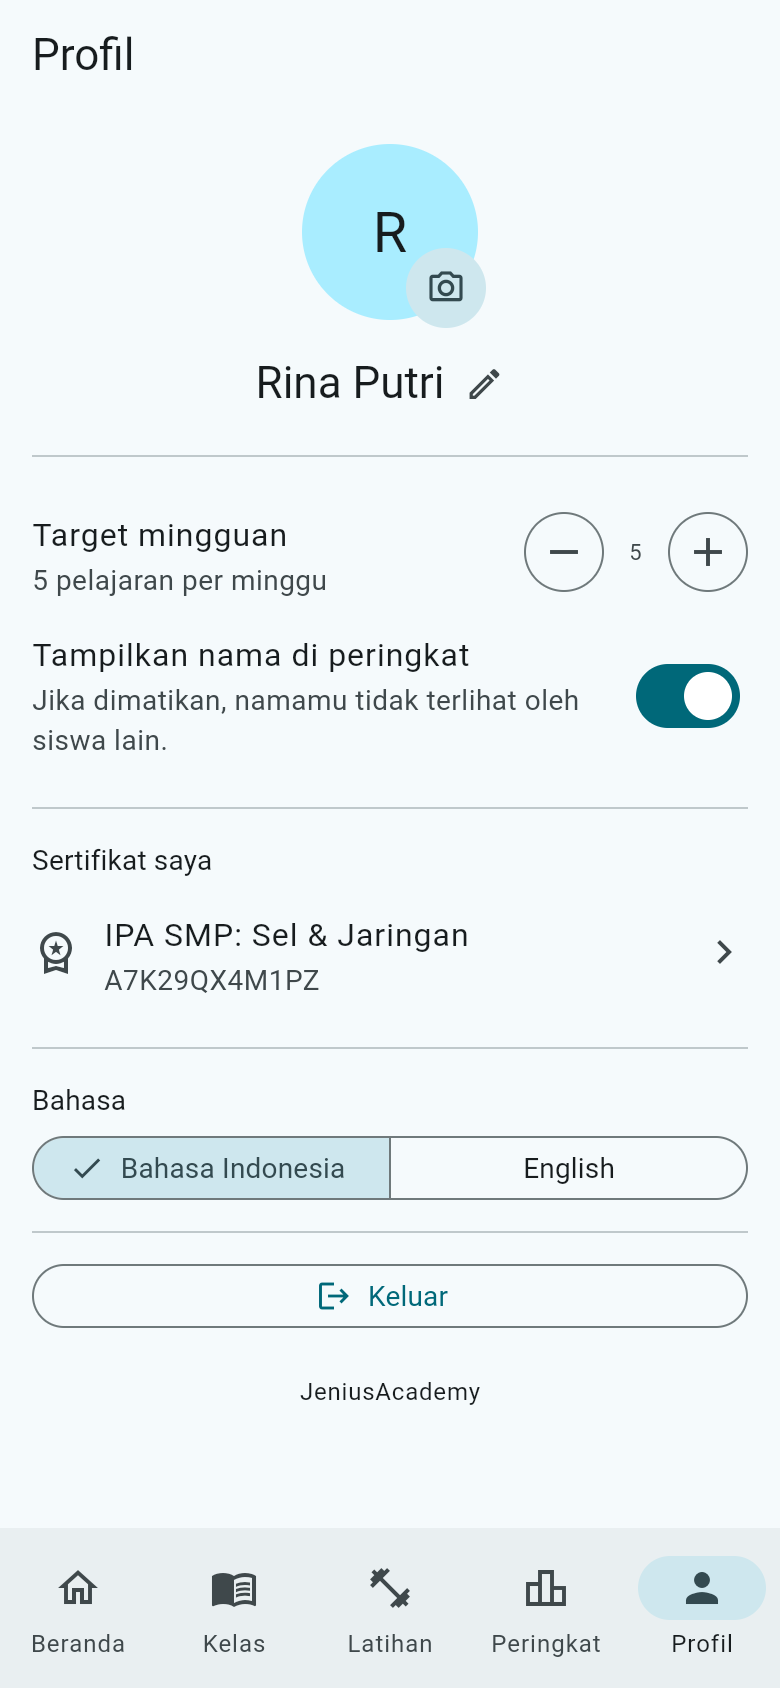 Profil
R
Rina Putri
Target mingguan
5 pelajaran per minggu
5
Tampilkan nama di peringkat
Jika dimatikan, namamu tidak terlihat oleh
siswa lain.
Sertifikat saya
IPA SMP: Sel & Jaringan
A7K29QX4M1PZ
Bahasa
Bahasa Indonesia
English
Keluar
JeniusAcademy
Beranda
Kelas
Latihan
Peringkat
Profil